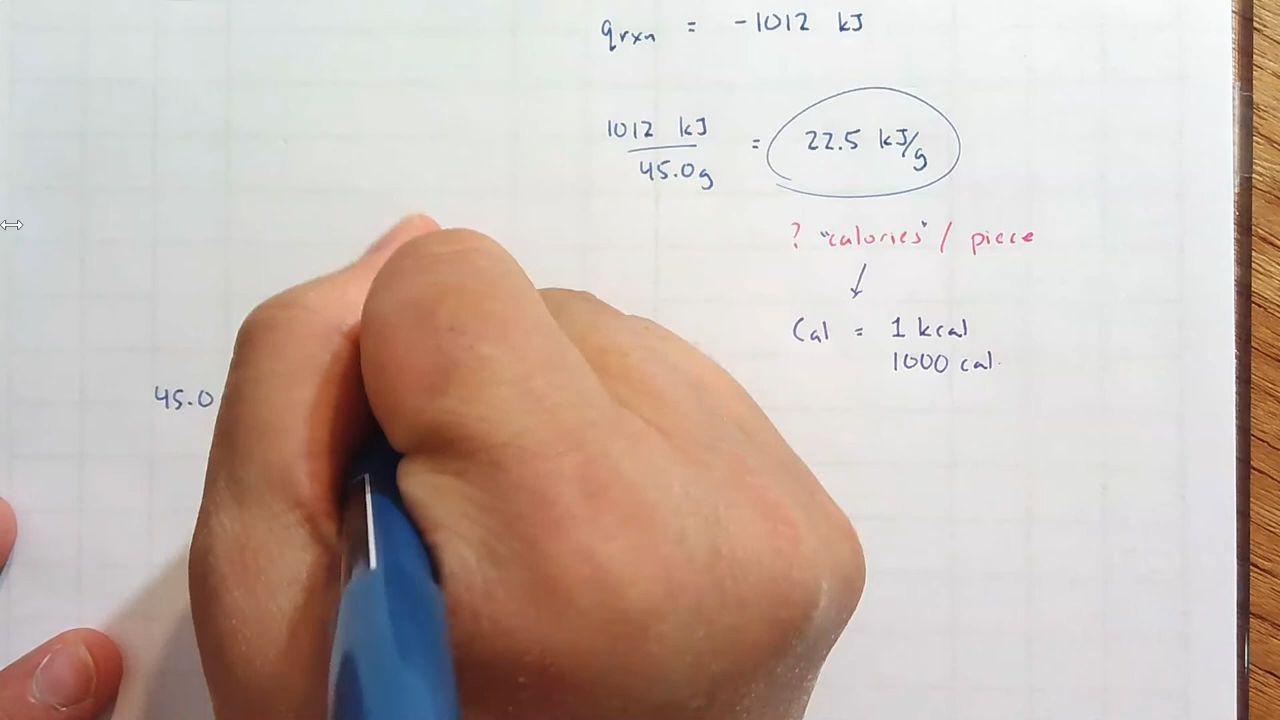 qrxn = -1012 kJ
1012 kJ
45.0g
= 22.5 kJ/g
? "calories" / piece
↓
Cal = 1 kcal
1000 cal
45.0